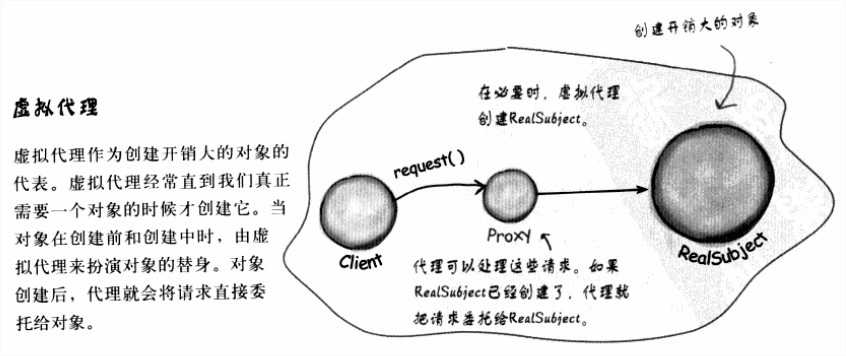 虚拟代理
虚拟代理作为创建开销大的对象的
代表。虚拟代理经常直到我们真正
需要一个对象的时候才创建它。当
对象在创建前和创建中时，由虚
拟代理来扮演对象的替身。对象
创建后，代理就会将请求直接委
托给对象。
创建开销大的对象
在必要时，虚拟代理
创建RealSubject。
request()
Client
Proxy
RealSubject
代理可以处理这些请求。如果
RealSubject已经创建了，代理就
把请求委托给RealSubject。